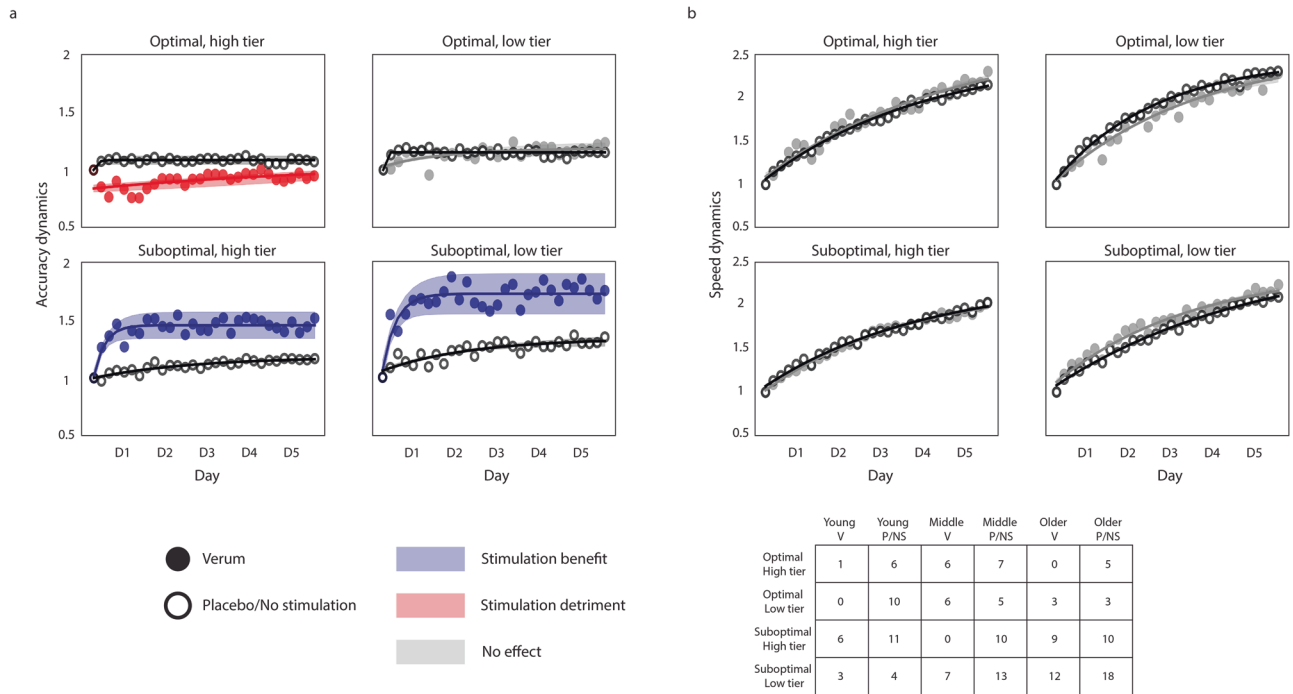 a
Optimal, high tier
Optimal, low tier
2
1.5
1
0.5
Suboptimal, high tier
Suboptimal, low tier
2
1.5
1
0.5
Accuracy dynamics
D1 D2 D3 D4 D5
D1 D2 D3 D4 D5
Day
Day
b
Optimal, high tier
Optimal, low tier
2.5
2
1.5
1
0.5
Suboptimal, high tier
Suboptimal, low tier
2.5
2
1.5
1
0.5
Speed dynamics
D1 D2 D3 D4 D5
D1 D2 D3 D4 D5
Day
Day
Verum
Placebo/No stimulation
Stimulation benefit
Stimulation detriment
No effect
Young Young Middle Middle Older Older
V P/NS V P/NS V P/NS
Optimal
High tier
1 6 6 7 0 5
Optimal
Low tier
0 10 6 5 3 3
Suboptimal
High tier
6 11 0 10 9 10
Suboptimal
Low tier
3 4 7 13 12 18